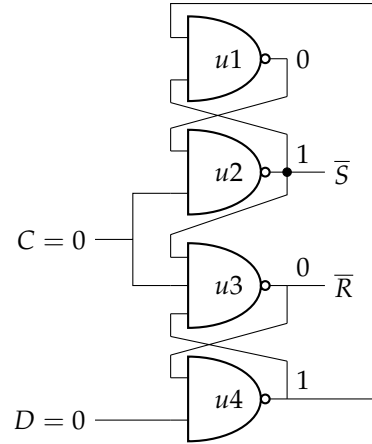 u1 0
1
u2 S̅
C = 0
0
u3 R̅
1
u4
D = 0